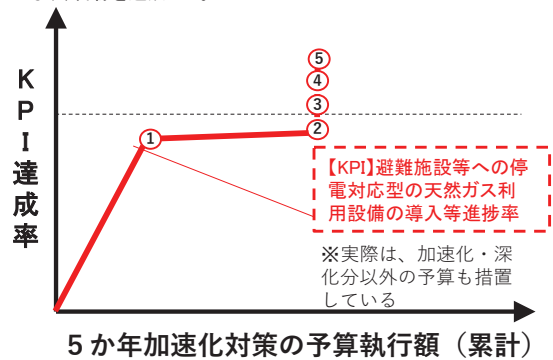 ⑤
④
③
②
①
KPI達成率
【KPI】避難施設等への停
電対応型の天然ガス利
用設備の導入等進捗率
※実際は、加速化・深
化分以外の予算も措置
している
5か年加速化対策の予算執行額（累計）